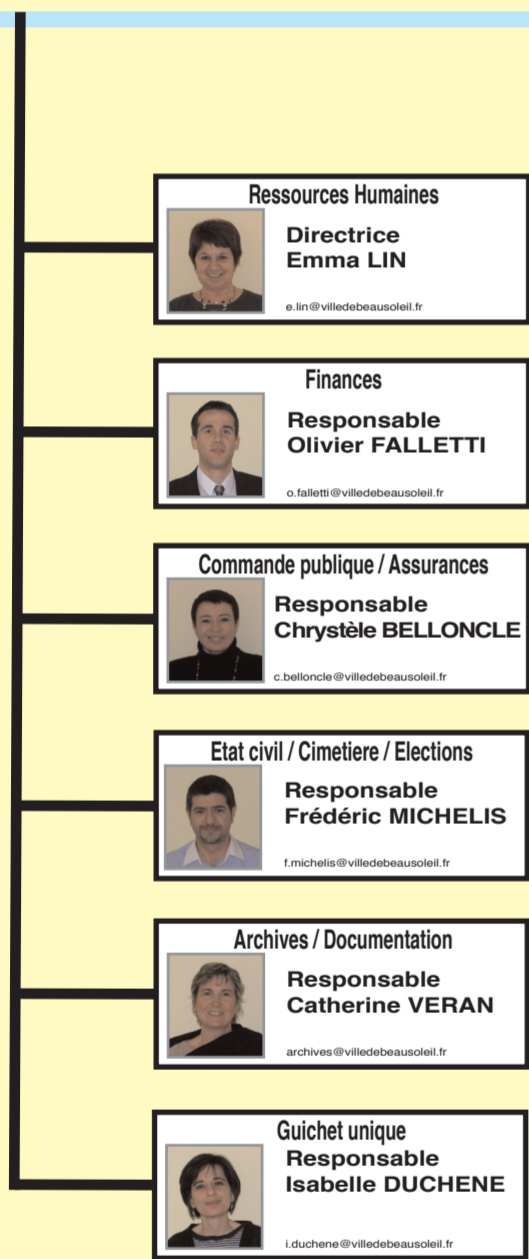 Ressources Humaines
Directrice
Emma LIN
e.lin@villedebeausoleil.fr
Finances
Responsable
Olivier FALLETTI
o.falletti@villedebeausoleil.fr
Commande publique / Assurances
Responsable
Chrystèle BELLONCLE
c.belloncle@villedebeausoleil.fr
Etat civil / Cimetiere / Elections
Responsable
Frédéric MICHELIS
f.michelis@villedebeausoleil.fr
Archives / Documentation
Responsable
Catherine VERAN
archives@villedebeausoleil.fr
Guichet unique
Responsable
Isabelle DUCHENE
i.duchene@villedebeausoleil.fr